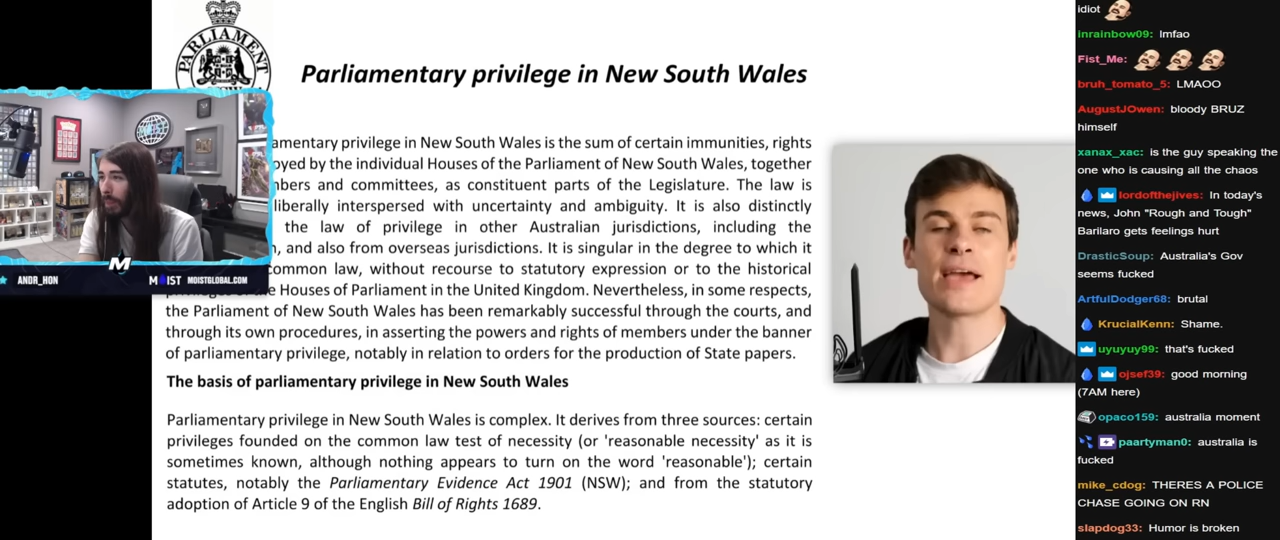 PARLIAMENT
Parliamentary privilege in New South Wales
amentary privilege in New South Wales is the sum of certain immunities, rights
oyed by the individual Houses of the Parliament of New South Wales, together
bers and committees, as constituent parts of the Legislature. The law is
liberally interspersed with uncertainty and ambiguity. It is also distinctly
the law of privilege in other Australian jurisdictions, including the
, and also from overseas jurisdictions. It is singular in the degree to which it
common law, without recourse to statutory expression or to the historical
Houses of Parliament in the United Kingdom. Nevertheless, in some respects,
the Parliament of New South Wales has been remarkably successful through the courts, and
through its own procedures, in asserting the powers and rights of members under the banner
of parliamentary privilege, notably in relation to orders for the production of State papers.
The basis of parliamentary privilege in New South Wales
Parliamentary privilege in New South Wales is complex. It derives from three sources: certain
privileges founded on the common law test of necessity (or 'reasonable necessity' as it is
sometimes known, although nothing appears to turn on the word 'reasonable'); certain
statutes, notably the Parliamentary Evidence Act 1901 (NSW); and from the statutory
adoption of Article 9 of the English Bill of Rights 1689.
M
ANDR_HON
MOIST MOISTGLOBAL.COM
idiot
inrainbow09: lmfao
Fist_Me:
bruh_tomato_5: LMAOO
AugustJOwen: bloody BRUZ
himself
xanax_xac: is the guy speaking the
one who is causing all the chaos
lordofthejives: In today's
news, John "Rough and Tough"
Barilaro gets feelings hurt
DrasticSoup: Australia's Gov
seems fucked
ArtfulDodger68: brutal
KrucialKenn: Shame.
uyuyuy99: that's fucked
ojsef39: good morning
(7AM here)
opaco159: australia moment
paartyman0: australia is
fucked
mike_cdog: THERES A POLICE
CHASE GOING ON RN
slapdog33: Humor is broken